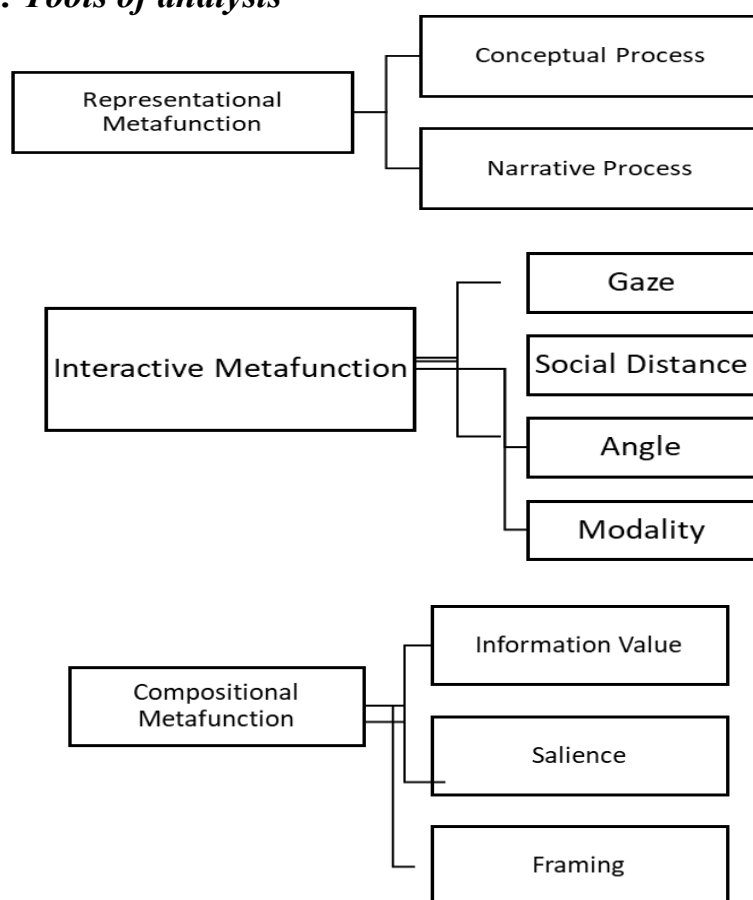 : Tools of analysis
Representational
Metafunction
Conceptual Process
Narrative Process
Interactive Metafunction
Gaze
Social Distance
Angle
Modality
Compositional
Metafunction
Information Value
Salience
Framing